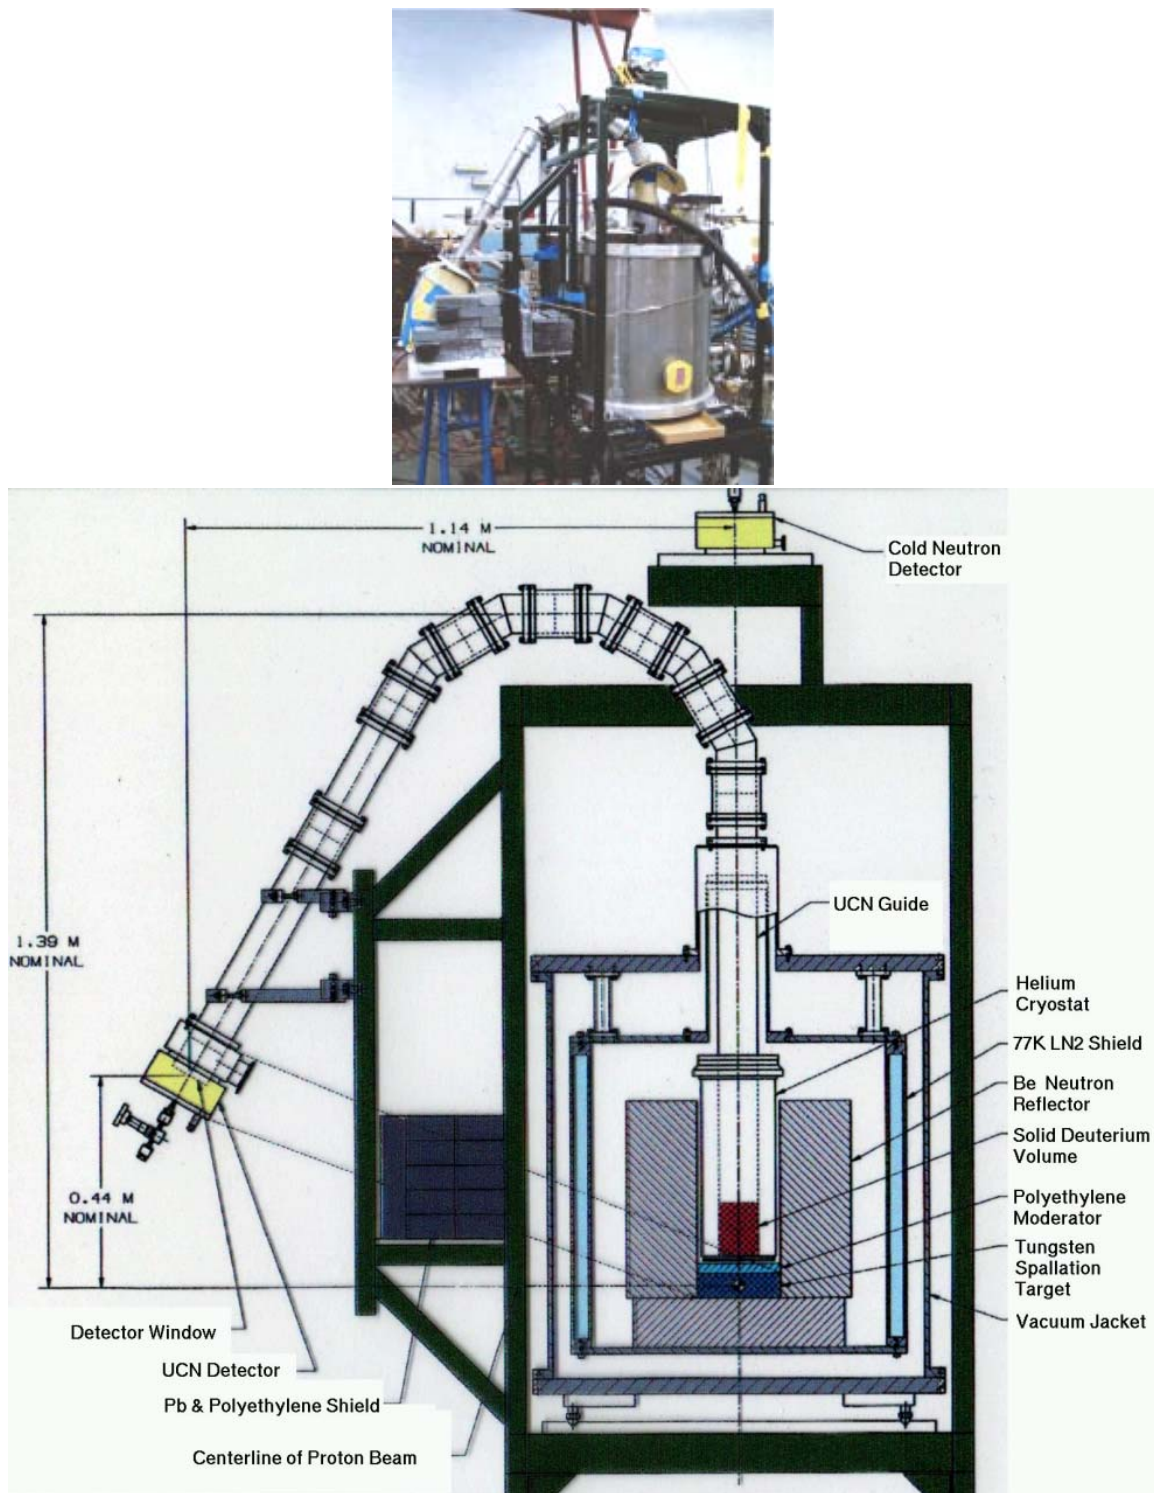 1.14 M
NOMINAL
Cold Neutron
Detector
UCN Guide
1.39 M
NOMINAL
Helium
Cryostat
77K LN2 Shield
Be Neutron
Reflector
Solid Deuterium
Volume
Polyethylene
Moderator
Tungsten
Spallation
Target
Vacuum Jacket
0.44 M
NOMINAL
Detector Window
UCN Detector
Pb & Polyethylene Shield
Centerline of Proton Beam